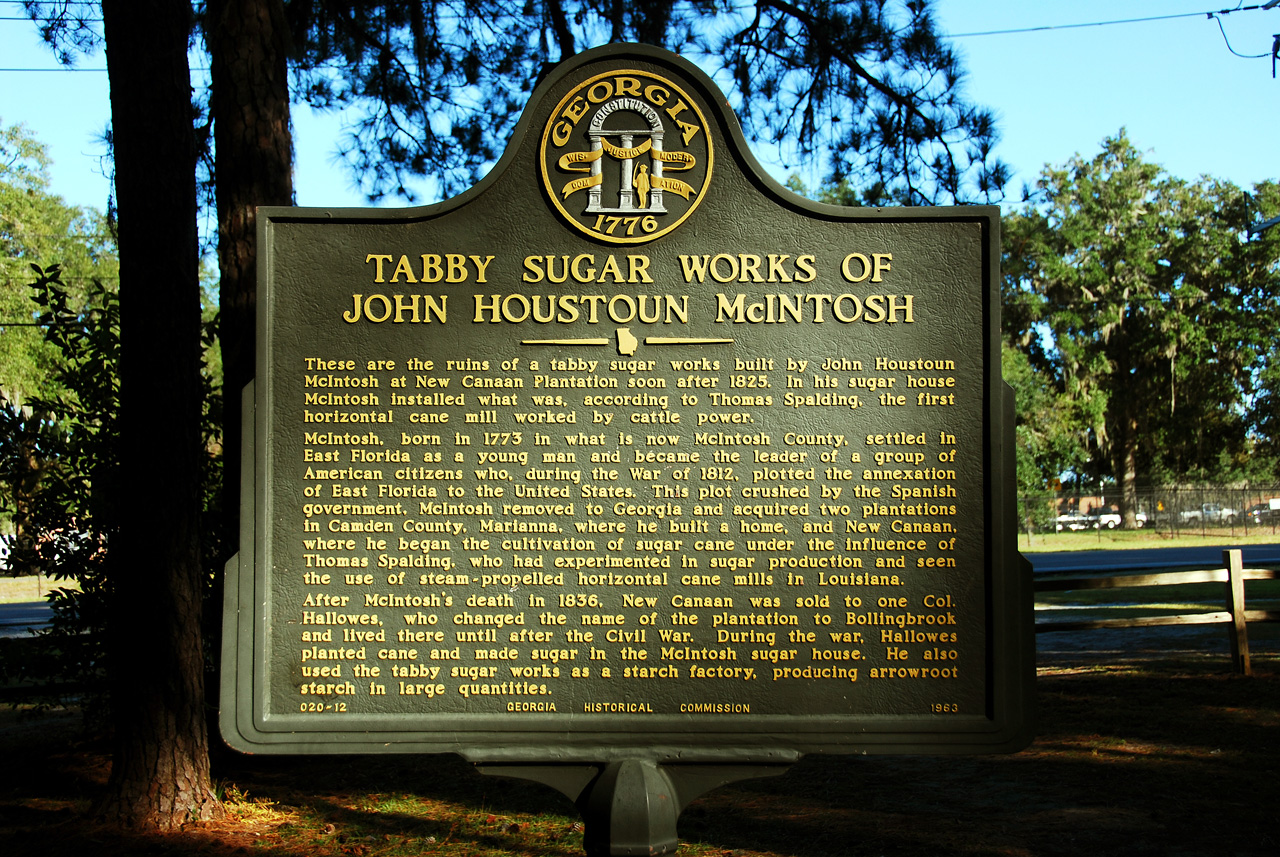 GEORGIA
CONSTITUTION
WIS- JUSTICE MODER-
DOM ATION
1776
TABBY SUGAR WORKS OF
JOHN HOUSTOUN McINTOSH
These are the ruins of a tabby sugar works built by John Houstoun
McIntosh at New Canaan Plantation soon after 1825. In his sugar house
McIntosh installed what was, according to Thomas Spalding, the first
horizontal cane mill worked by cattle power.
McIntosh, born in 1773 in what is now McIntosh County, settled in
East Florida as a young man and became the leader of a group of
American citizens who, during the War of 1812, plotted the annexation
of East Florida to the United States. This plot crushed by the Spanish
government, McIntosh removed to Georgia and acquired two plantations
in Camden County, Marianna, where he built a home, and New Canaan,
where he began the cultivation of sugar cane under the influence of
Thomas Spalding, who had experimented in sugar production and seen
the use of steam-propelled horizontal cane mills in Louisiana.
After McIntosh's death in 1836, New Canaan was sold to one Col.
Hallowes, who changed the name of the plantation to Bollingbrook
and lived there until after the Civil War. During the war, Hallowes
planted cane and made sugar in the McIntosh sugar house. He also
used the tabby sugar works as a starch factory, producing arrowroot
starch in large quantities.
020-12 GEORGIA HISTORICAL COMMISSION 1963